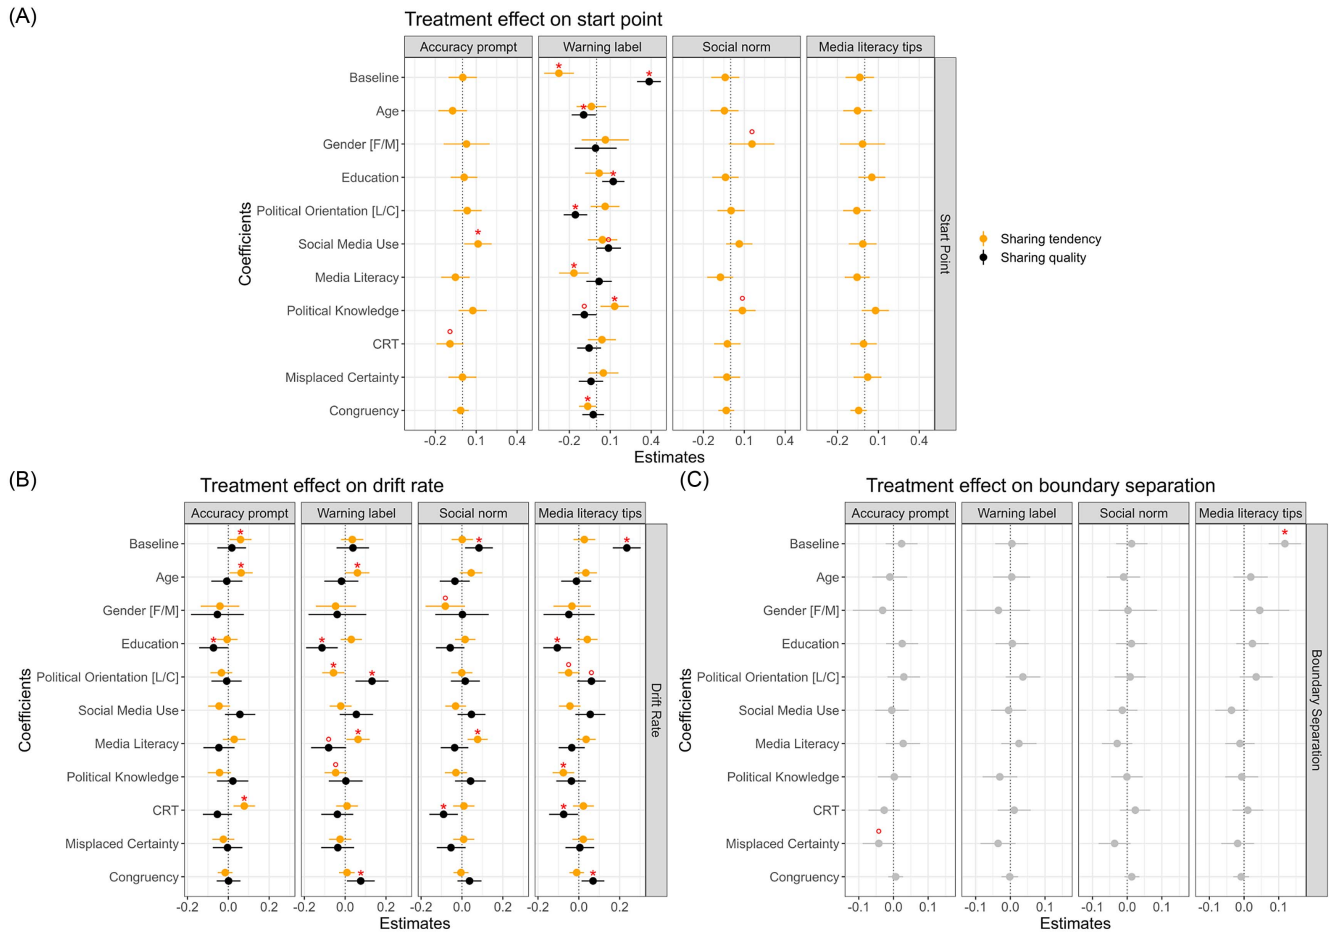 (A)
Treatment effect on start point
Accuracy prompt Warning label Social norm Media literacy tips
Baseline
Age
Gender [F/M]
Education
Political Orientation [L/C]
Social Media Use
Media Literacy
Political Knowledge
CRT
Misplaced Certainty
Congruency
Coefficients
Start Point
-0.2 0.1 0.4 -0.2 0.1 0.4 -0.2 0.1 0.4 -0.2 0.1 0.4
Estimates
Sharing tendency
Sharing quality
(B)
Treatment effect on drift rate
Accuracy prompt Warning label Social norm Media literacy tips
Baseline
Age
Gender [F/M]
Education
Political Orientation [L/C]
Social Media Use
Media Literacy
Political Knowledge
CRT
Misplaced Certainty
Congruency
Coefficients
Drift Rate
-0.2 0.0 0.2 -0.2 0.0 0.2 -0.2 0.0 0.2 -0.2 0.0 0.2
Estimates
(C)
Treatment effect on boundary separation
Accuracy prompt Warning label Social norm Media literacy tips
Baseline
Age
Gender [F/M]
Education
Political Orientation [L/C]
Social Media Use
Media Literacy
Political Knowledge
CRT
Misplaced Certainty
Congruency
Coefficients
Boundary Separation
-0.1 0.0 0.1 -0.1 0.0 0.1 -0.1 0.0 0.1 -0.1 0.0 0.1
Estimates